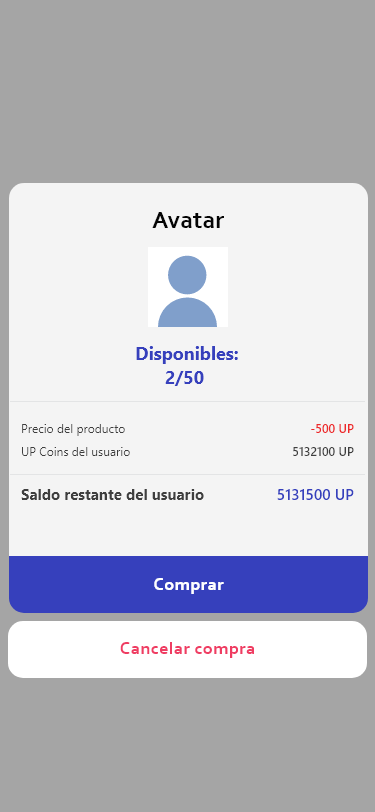 Avatar
Disponibles:
2/50
Precio del producto -500 UP
UP Coins del usuario 5132100 UP
Saldo restante del usuario 5131500 UP
Comprar
Cancelar compra